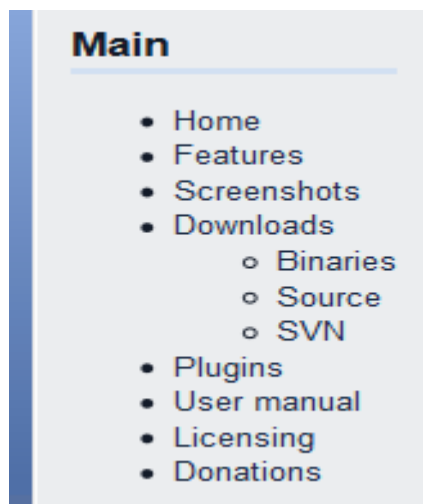 Main
Home
Features
Screenshots
Downloads
Binaries
Source
SVN
Plugins
User manual
Licensing
Donations